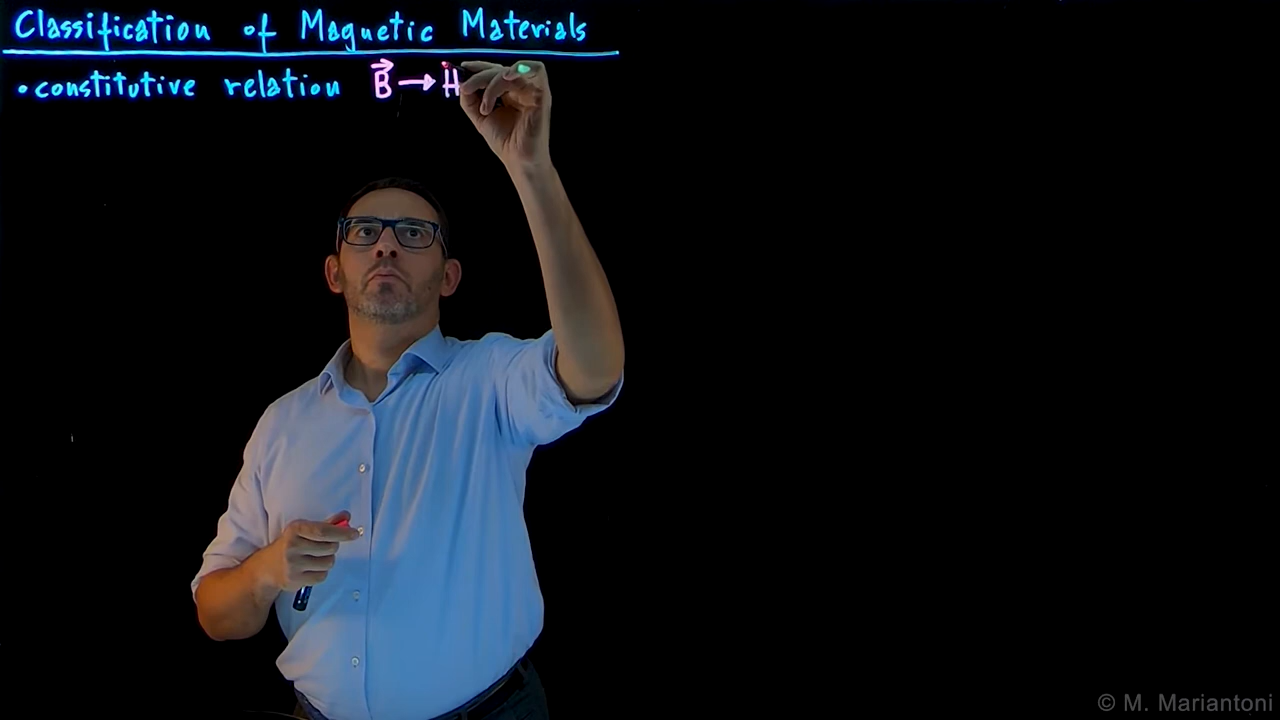 Classification of Magnetic Materials
• constitutive relation B⃗ → H
© M. Mariantoni